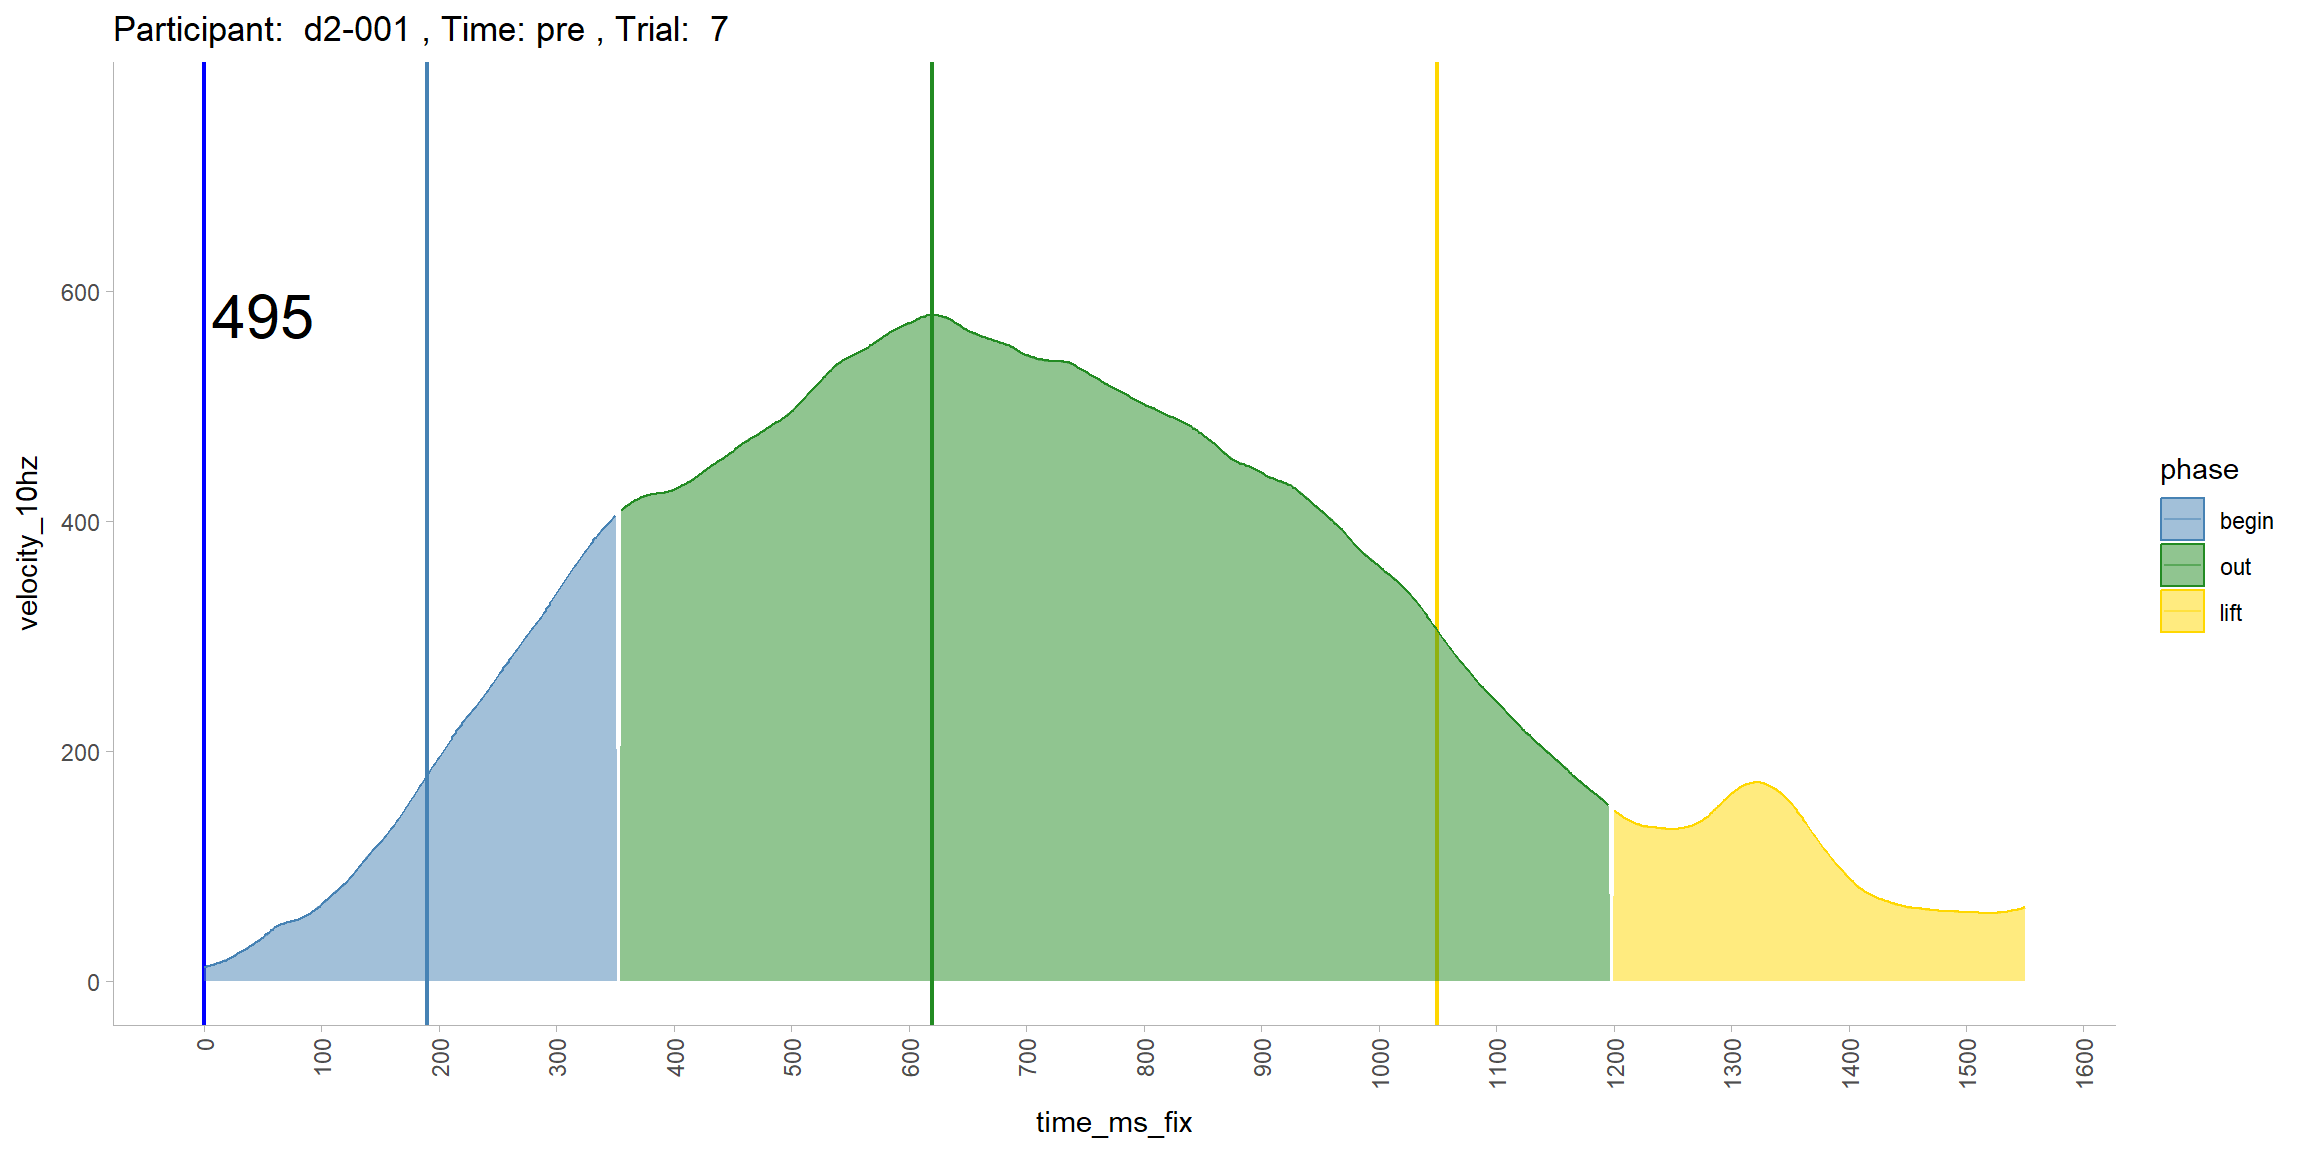 Participant:  d2-001 , Time: pre , Trial:  7
600
495
400
200
0
velocity_10hz
0 100 200 300 400 500 600 700 800 900 1000 1100 1200 1300 1400 1500 1600
time_ms_fix
phase
begin
out
lift